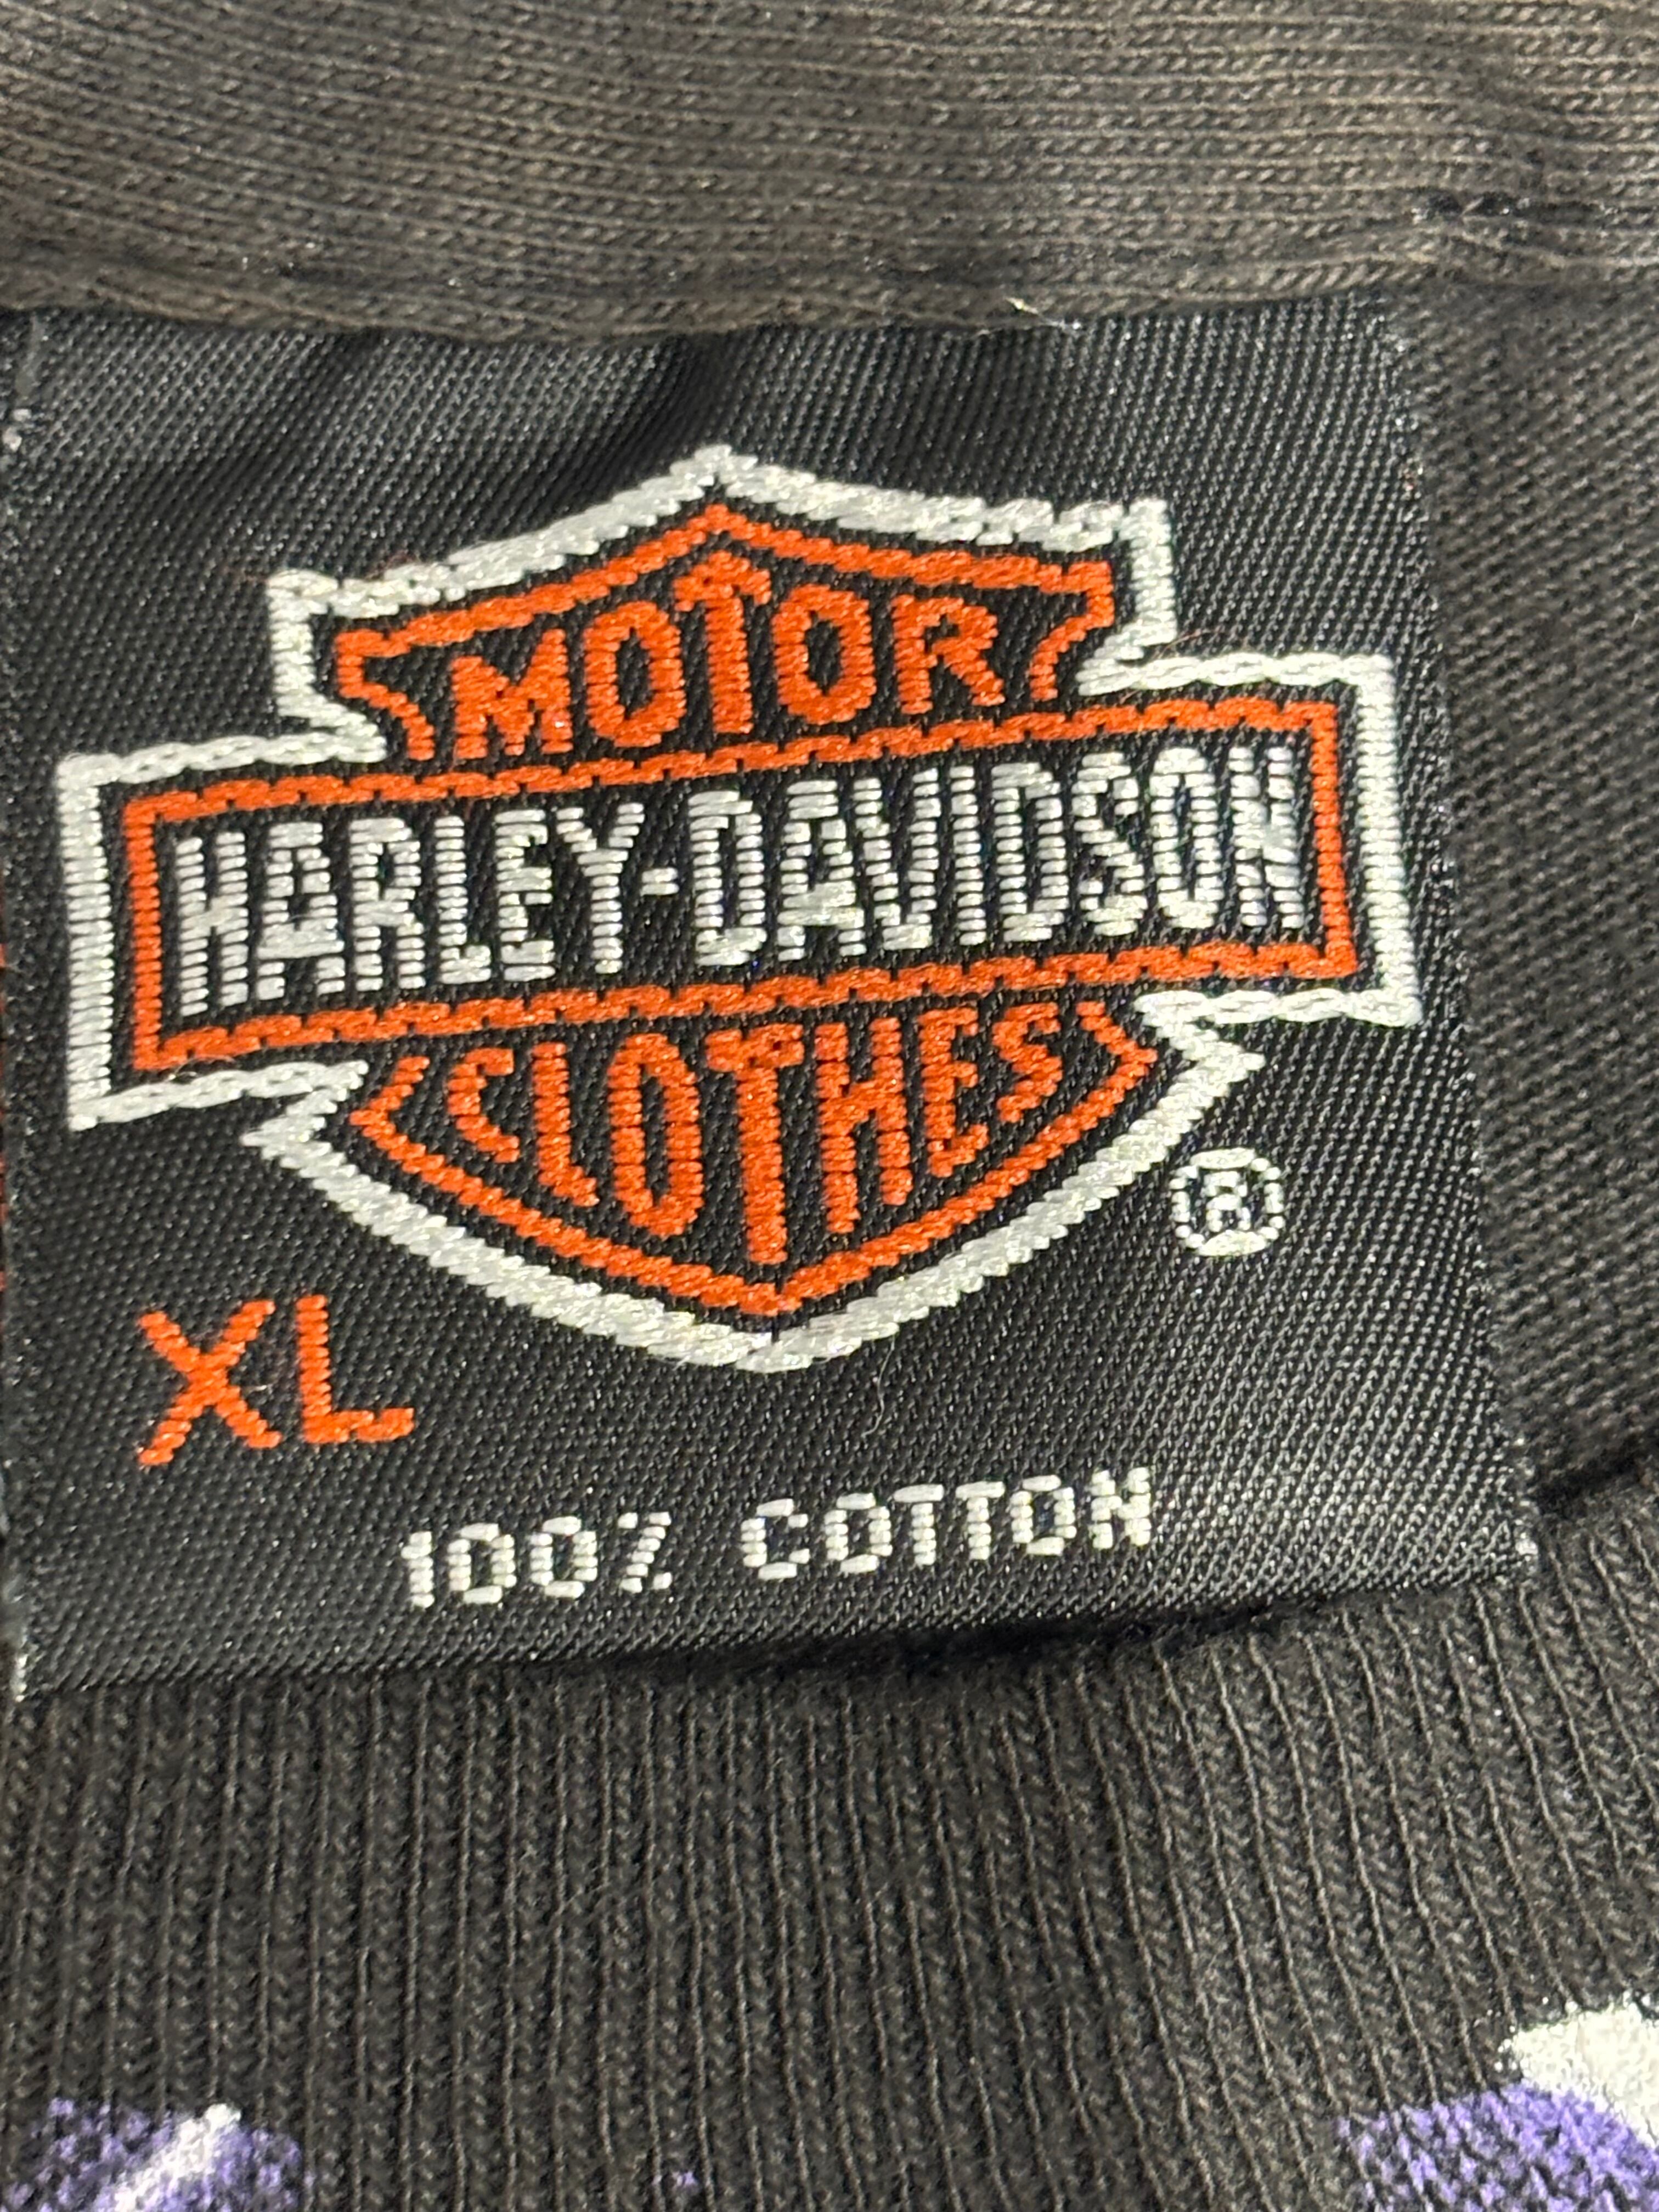 MOTOR
HARLEY-DAVIDSON
CLOTHES
®
XL
100% COTTON